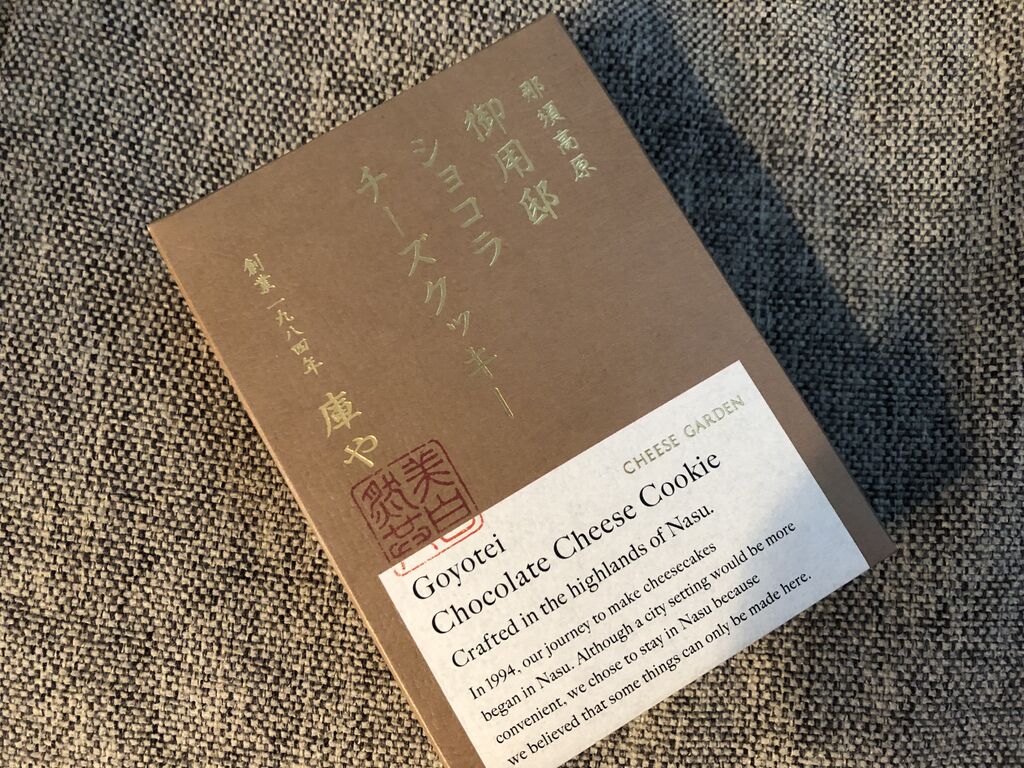 那須高原
御用邸
ショコラ
チーズクッキー
創業一九八四年 庫や
CHEESE GARDEN
Goyotei
Chocolate Cheese Cookie
Crafted in the highlands of Nasu.
In 1994, our journey to make cheesecakes
began in Nasu. Although a city setting would be more
convenient, we chose to stay in Nasu because
we believed that some things can only be made here.